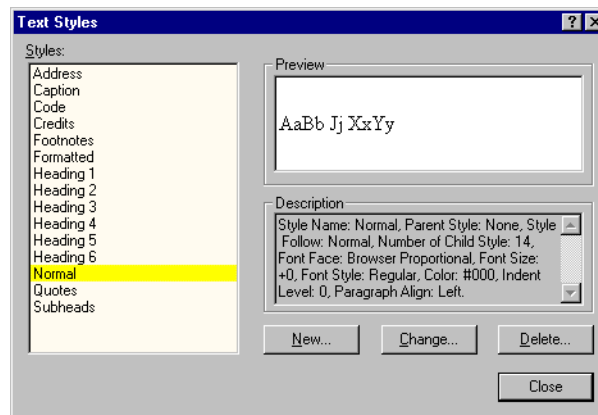 Text Styles
Styles:
Address
Caption
Code
Credits
Footnotes
Formatted
Heading 1
Heading 2
Heading 3
Heading 4
Heading 5
Heading 6
Normal
Quotes
Subheads
Preview
AaBb Jj XxYy
Description
Style Name: Normal, Parent Style: None, Style
Follow: Normal, Number of Child Style: 14,
Font Face: Browser Proportional, Font Size:
+0, Font Style: Regular, Color: #000, Indent
Level: 0, Paragraph Align: Left.
New...
Change...
Delete...
Close